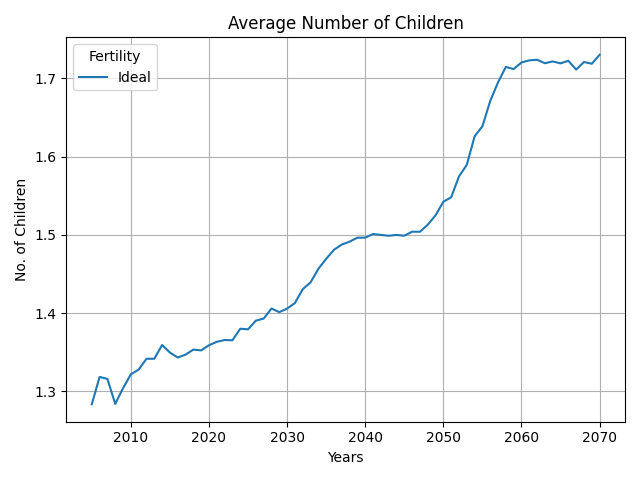 Average Number of Children
Fertility
Ideal
No. of Children
1.7
1.6
1.5
1.4
1.3
2010 2020 2030 2040 2050 2060 2070
Years